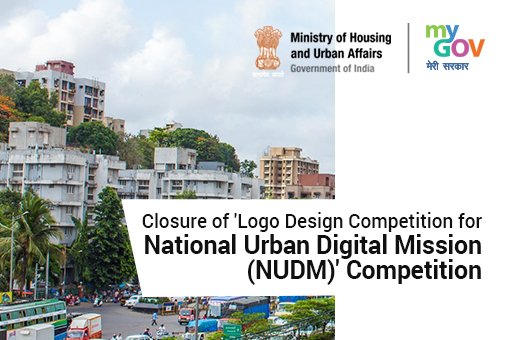 Ministry of Housing
and Urban Affairs
Government of India
my
GOV
मेरी सरकार
Closure of 'Logo Design Competition for
National Urban Digital Mission
(NUDM)' Competition